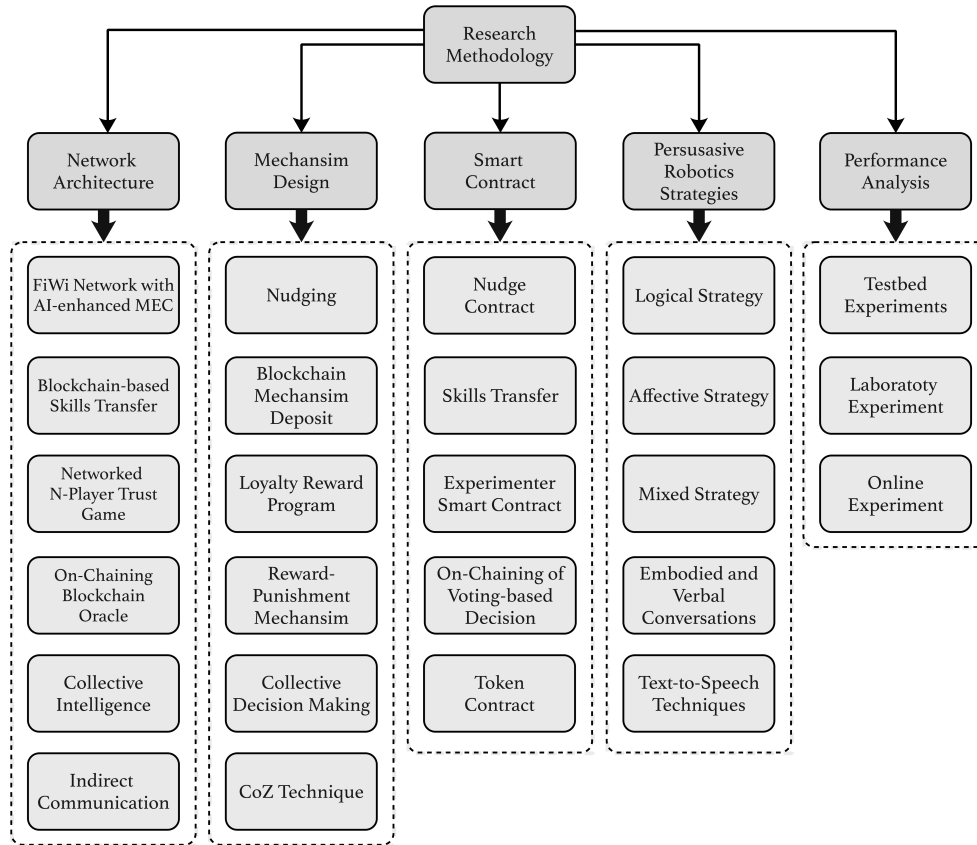 Research
Methodology
Network
Architecture
Mechansim
Design
Smart
Contract
Persusasive
Robotics
Strategies
Performance
Analysis
FiWi Network with
AI-enhanced MEC
Blockchain-based
Skills Transfer
Networked
N-Player Trust
Game
On-Chaining
Blockchain
Oracle
Collective
Intelligence
Indirect
Communication
Nudging
Blockchain
Mechansim
Deposit
Loyalty Reward
Program
Reward-
Punishment
Mechansim
Collective
Decision Making
CoZ Technique
Nudge
Contract
Skills Transfer
Experimenter
Smart Contract
On-Chaining of
Voting-based
Decision
Token
Contract
Logical Strategy
Affective Strategy
Mixed Strategy
Embodied and
Verbal
Conversations
Text-to-Speech
Techniques
Testbed
Experiments
Laboratoty
Experiment
Online
Experiment